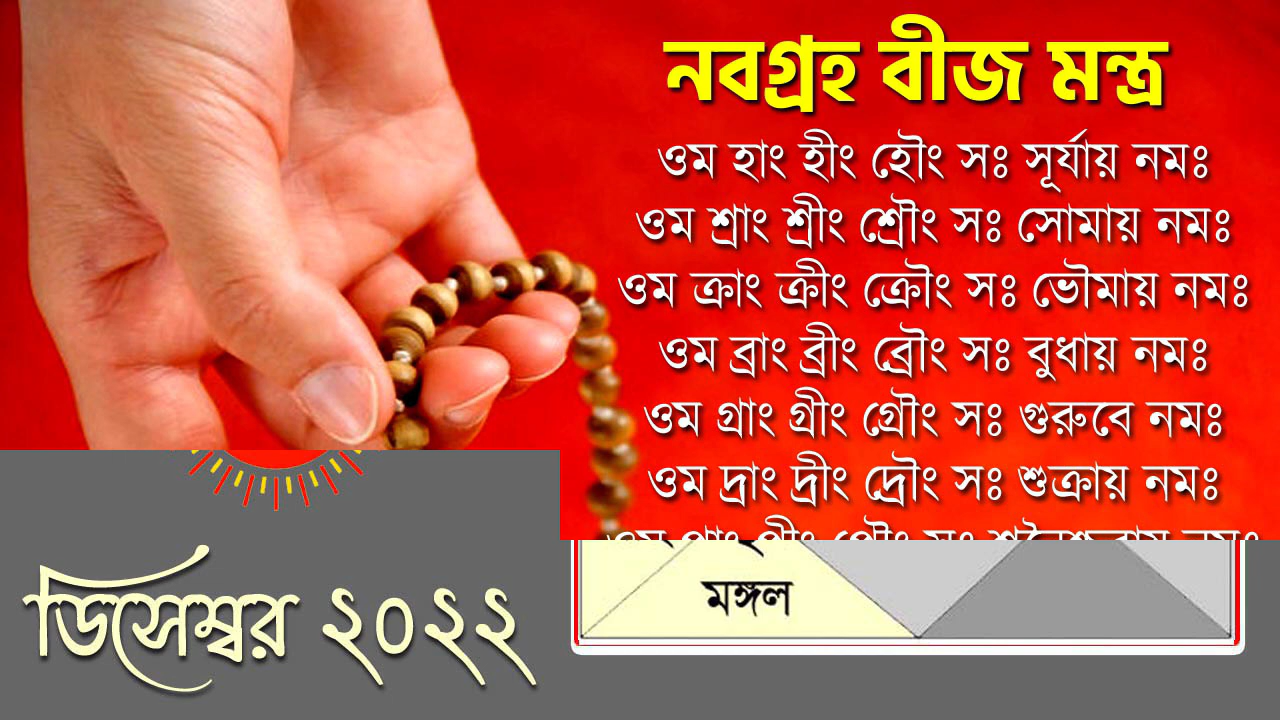 নবগ্রহ বীজ মন্ত্র
ওম হাং হীং হৌং সঃ সূর্যায় নমঃ
ওম শ্রাং শ্রীং শ্রৌং সঃ সোমায় নমঃ
ওম ক্রাং ক্রীং ক্রৌং সঃ ভৌমায় নমঃ
ওম ব্রাং ব্রীং ব্রৌং সঃ বুধায় নমঃ
ওম গ্রাং গ্রীং গ্রৌং সঃ গুরুবে নমঃ
ওম দ্রাং দ্রীং দ্রৌং সঃ শুক্রায় নমঃ
মঙ্গল
ডিসেম্বর ২০২২